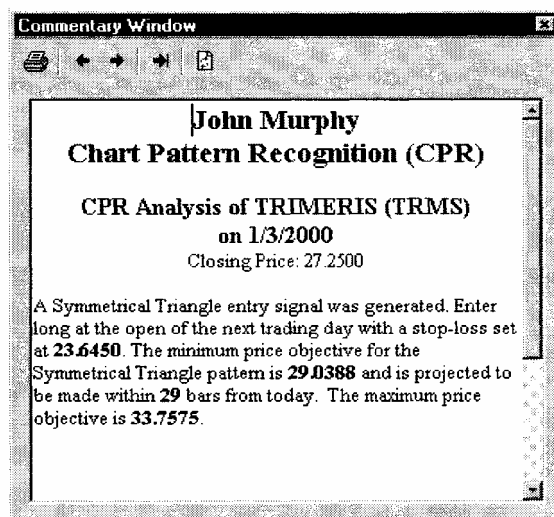 Commentary Window
John Murphy
Chart Pattern Recognition (CPR)
CPR Analysis of TRIMERIS (TRMS)
on 1/3/2000
Closing Price: 27.2500
A Symmetrical Triangle entry signal was generated. Enter
long at the open of the next trading day with a stop-loss set
at 23.6450. The minimum price objective for the
Symmetrical Triangle pattern is 29.0388 and is projected to
be made within 29 bars from today. The maximum price
objective is 33.7575.